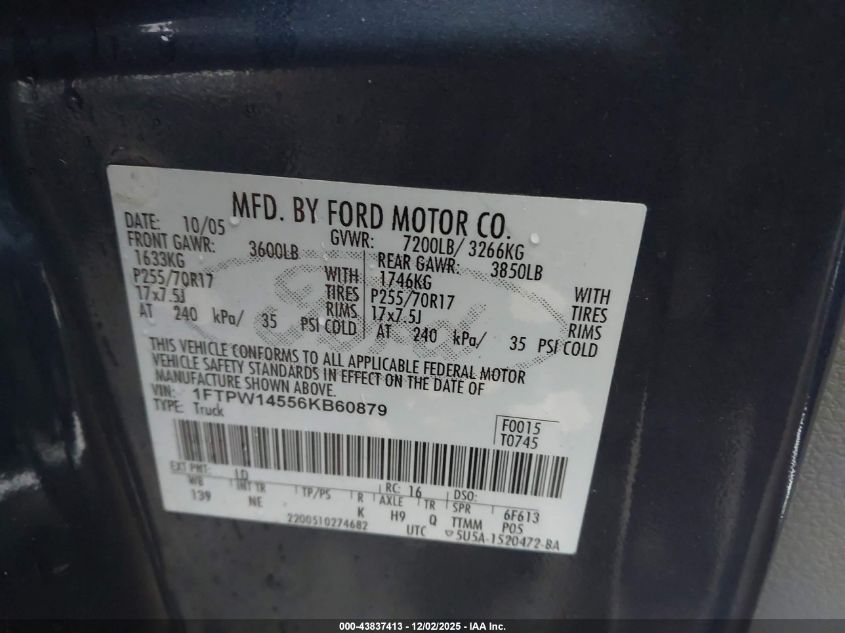 MFD. BY FORD MOTOR CO.
DATE: 10/05 GVWR: 7200LB/ 3266KG
FRONT GAWR: 3600LB REAR GAWR: 3850LB
1633KG WITH 1746KG WITH
P255/70R17 TIRES P255/70R17 TIRES
17x7.5J RIMS 17x7.5J RIMS
AT 240 kPa/ 35 PSI COLD AT 240 kPa/ 35 PSI COLD
THIS VEHICLE CONFORMS TO ALL APPLICABLE FEDERAL MOTOR
VEHICLE SAFETY STANDARDS IN EFFECT ON THE DATE OF
MANUFACTURE SHOWN ABOVE.
VIN: 1FTPW14556KB60879
TYPE: Truck
F0015
T0745
EXT PNT: 1D RC: 16 DSO:
WB INT TR TP/PS R AXLE TR SPR 6F613
139 NE K H9 Q TTMM P05
2200510274682 UTC ▽5U5A-1520472-BA
Ford
000-43837413 - 12/02/2025 - IAA Inc.